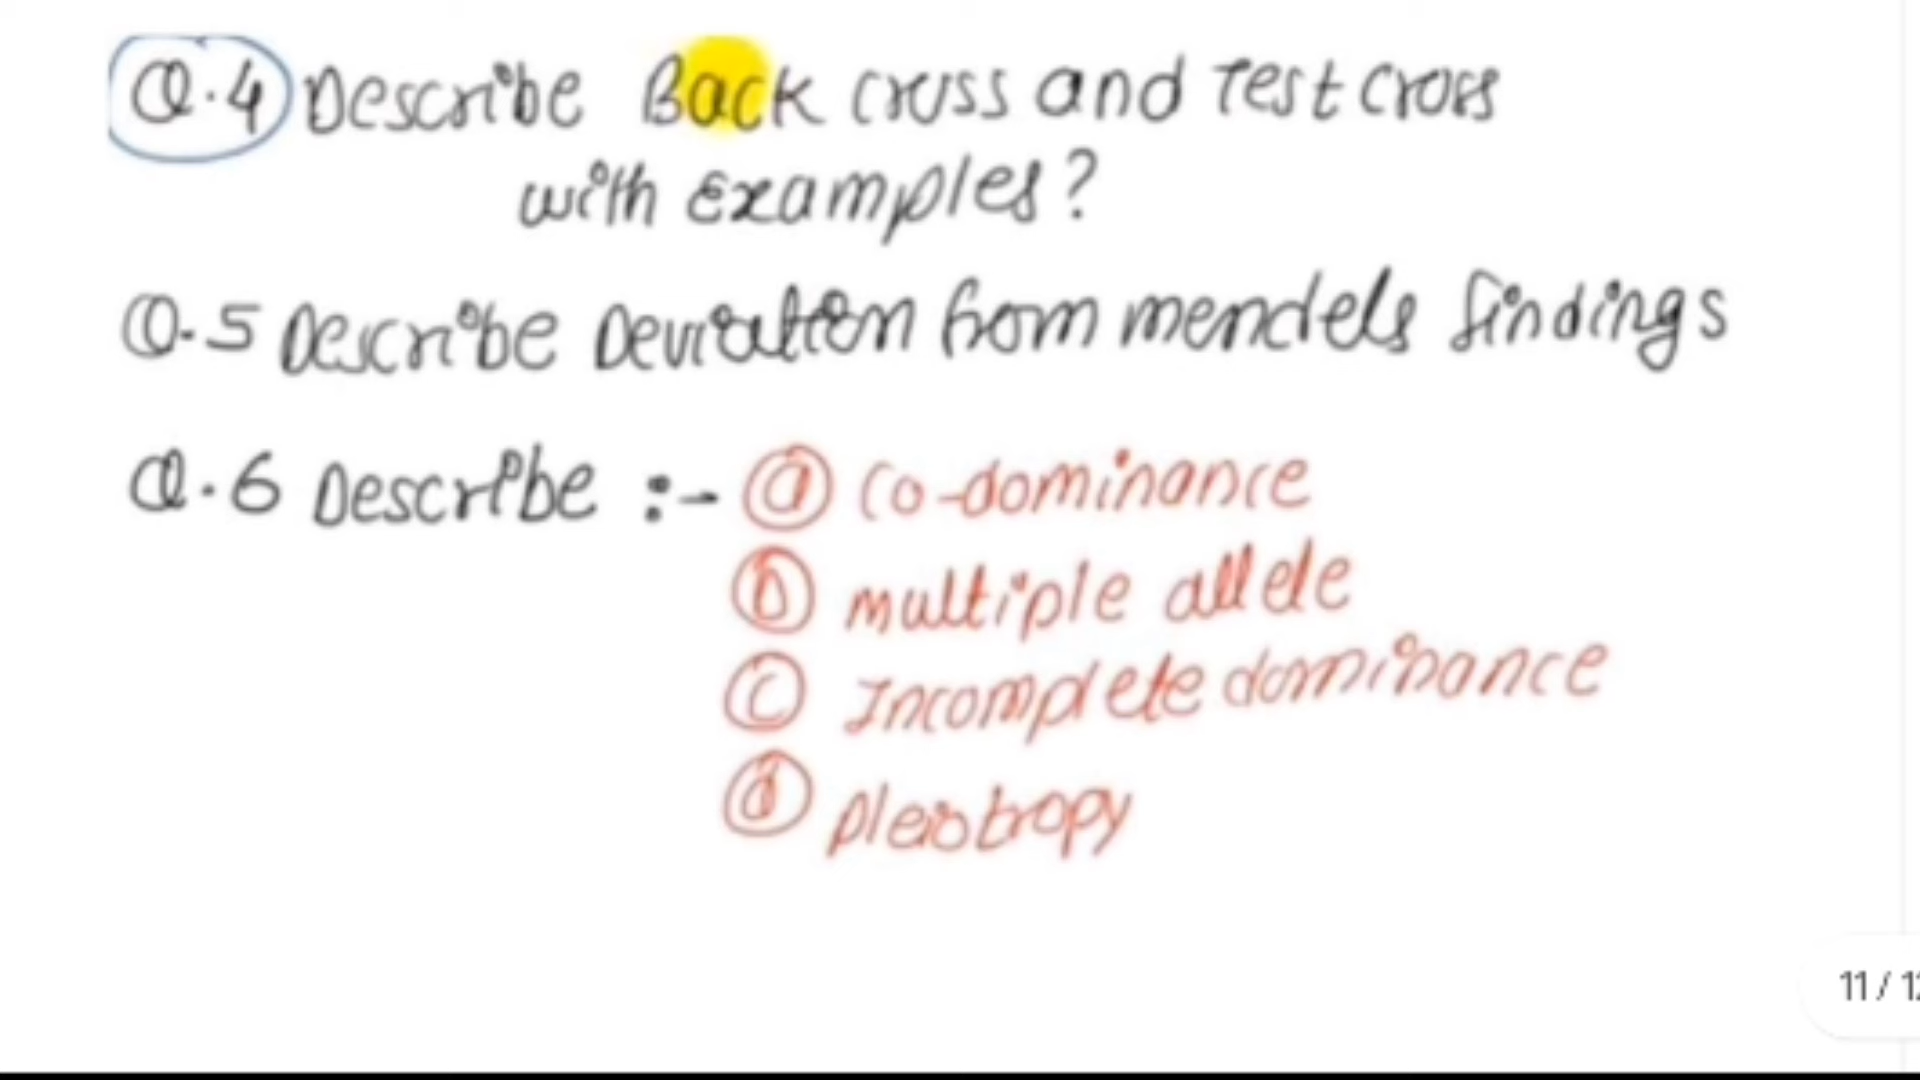 Q.4 Describe Back cross and Test cross
with Examples?
Q.5 Describe Deviation from mendels findings
Q.6 Describe :- (a) Co-dominance
(b) multiple allele
(c) Incomplete dominance
(d) pleiotropy
11 / 12